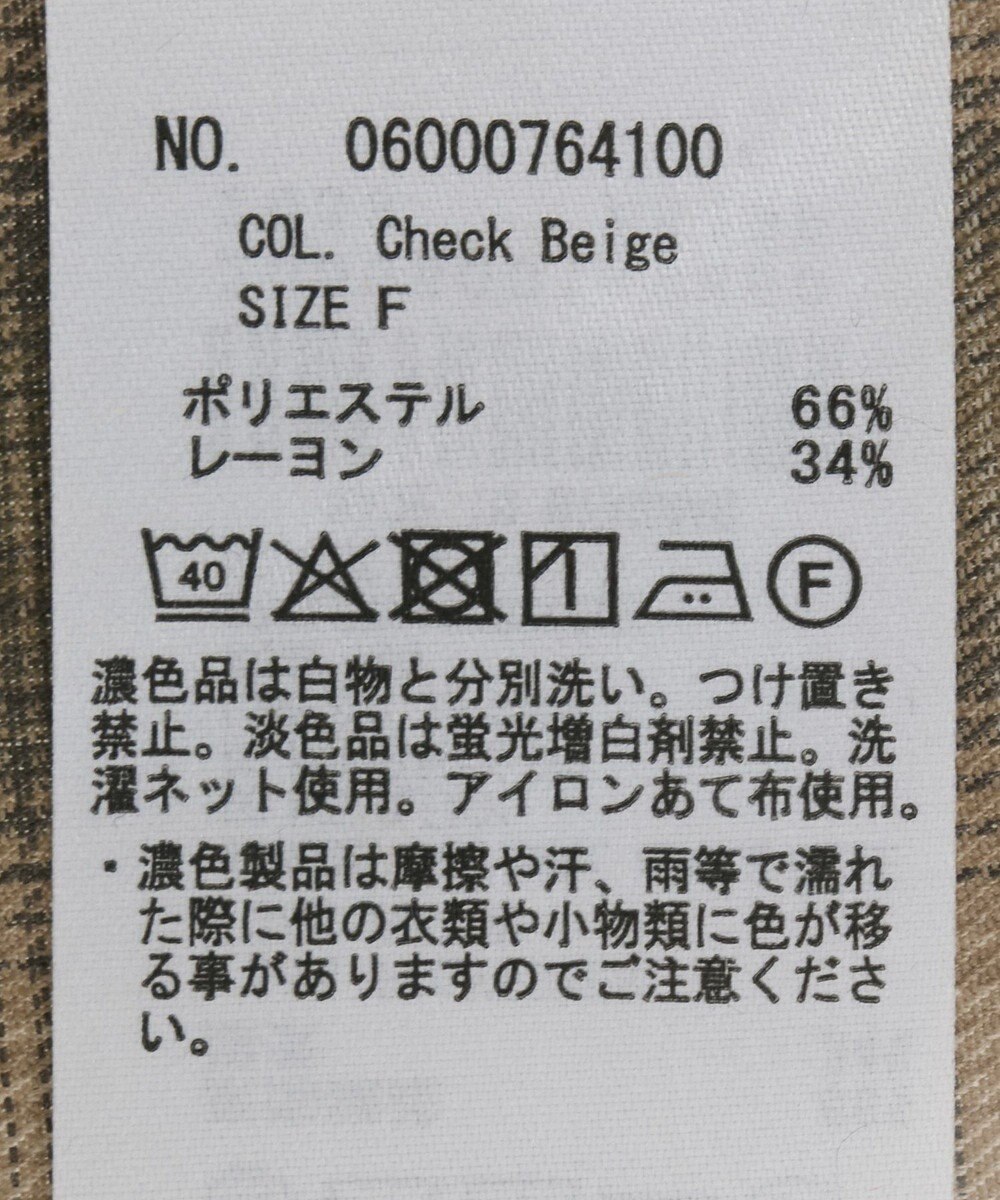 NO. 06000764100
COL. Check Beige
SIZE F
ポリエステル 66%
レーヨン 34%
40 F
濃色品は白物と分別洗い。つけ置き
禁止。淡色品は蛍光増白剤禁止。洗
濯ネット使用。アイロンあて布使用。
・濃色製品は摩擦や汗、雨等で濡れ
た際に他の衣類や小物類に色が移
る事がありますのでご注意くださ
い。